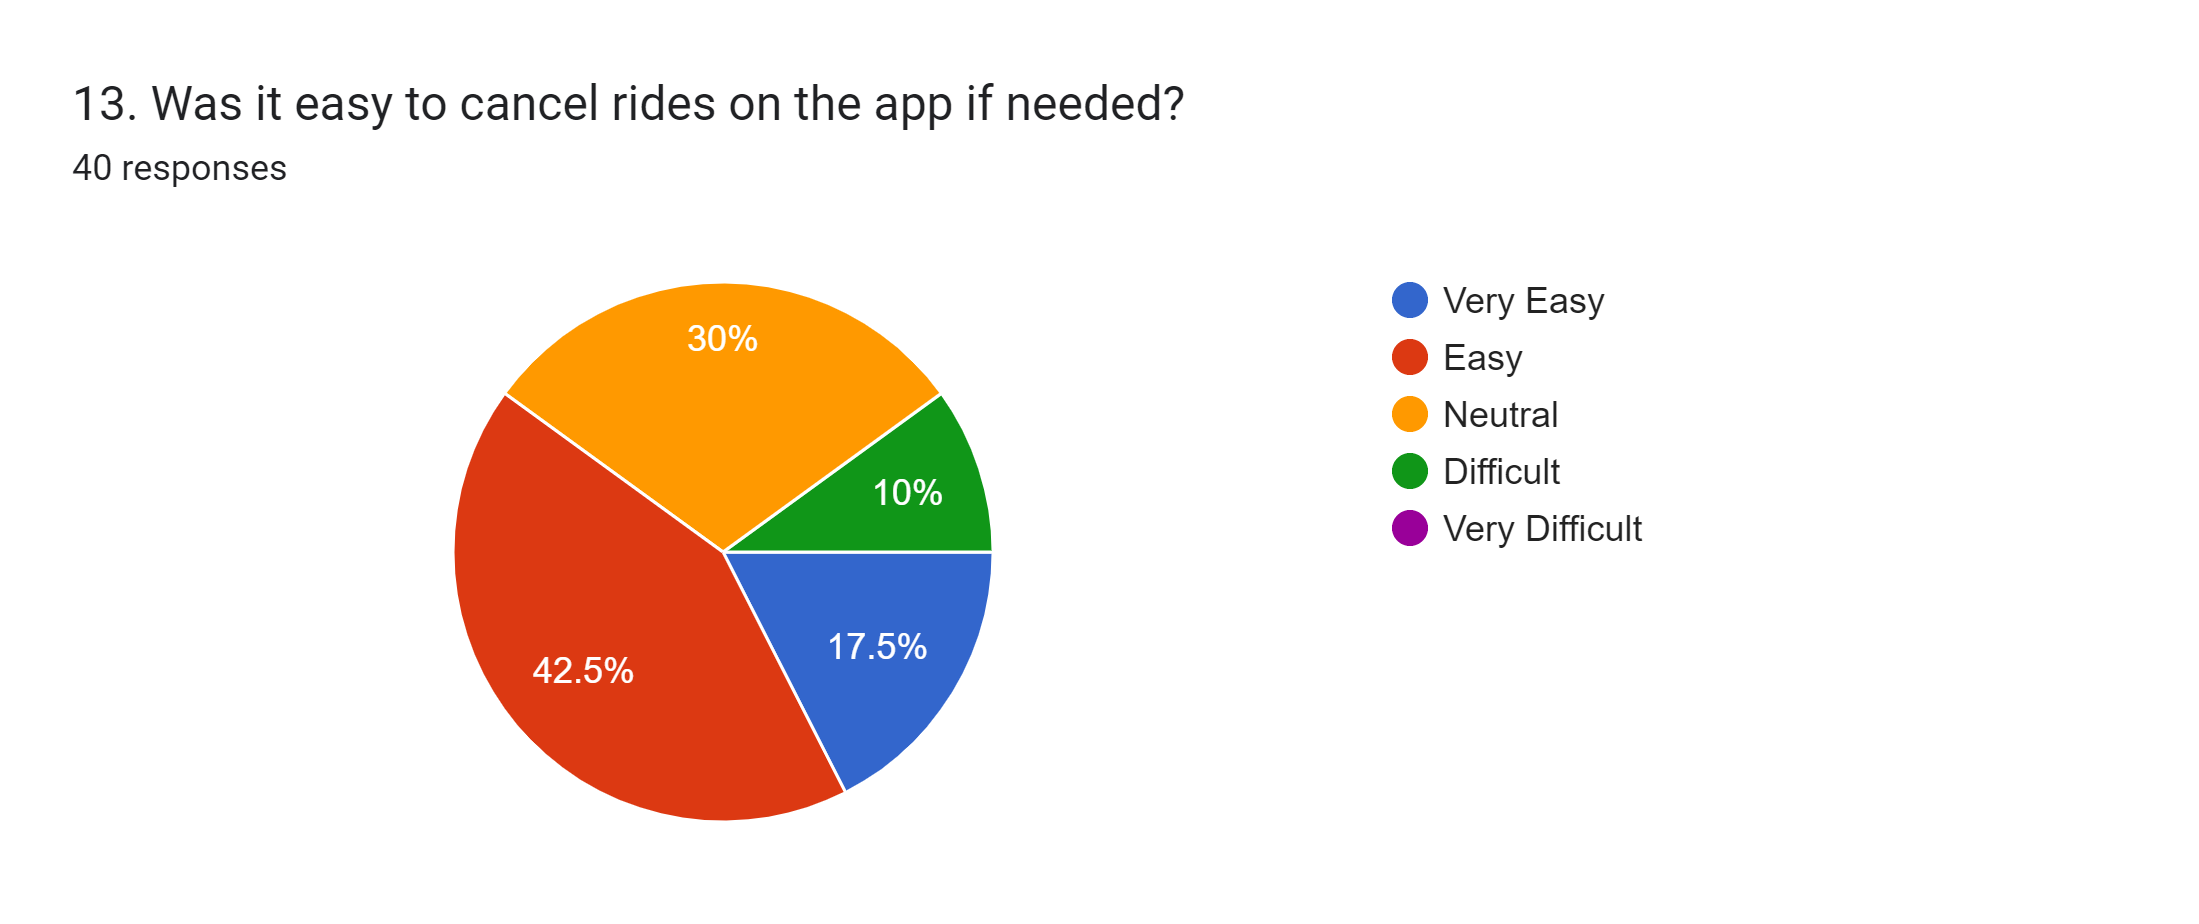 13. Was it easy to cancel rides on the app if needed?
40 responses
30%
10%
17.5%
42.5%
Very Easy
Easy
Neutral
Difficult
Very Difficult